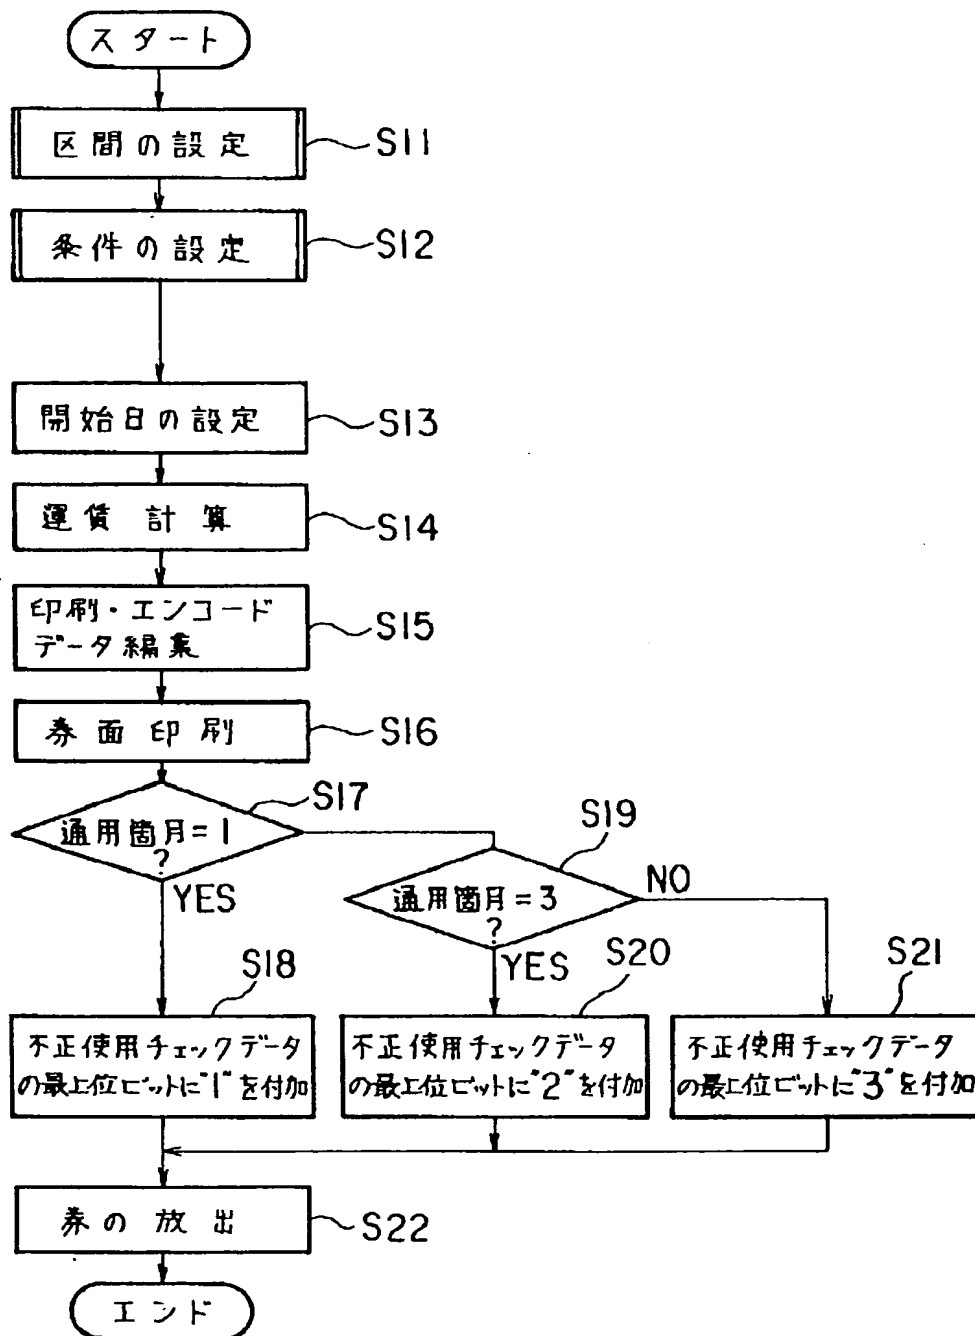 スタート
区間の設定
S11
条件の設定
S12
開始日の設定
S13
運賃計算
S14
印刷・エンコード
データ編集
S15
券面印刷
S16
通用箇月=1
?
S17
YES
通用箇月=3
?
S19
NO
YES
S18
不正使用チェックデータ
の最上位ビットに"1"を付加
S20
不正使用チェックデータ
の最上位ビットに"2"を付加
S21
不正使用チェックデータ
の最上位ビットに"3"を付加
券の放出
S22
エンド